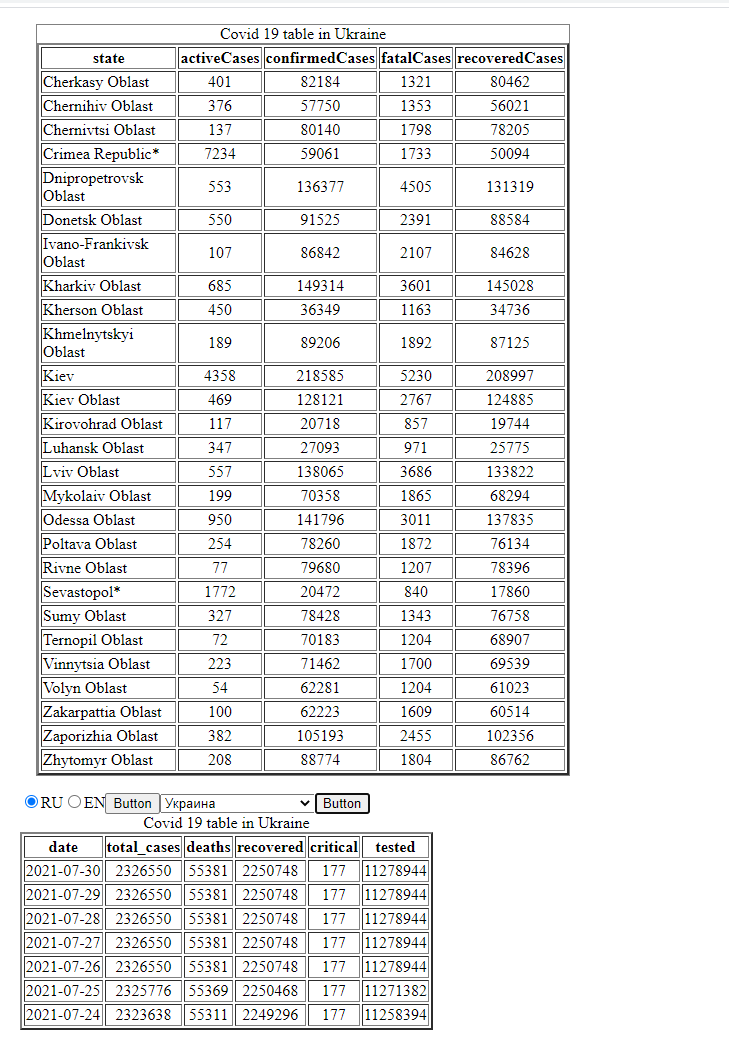 Covid 19 table in Ukraine
state activeCases confirmedCases fatalCases recoveredCases
Cherkasy Oblast 401 82184 1321 80462
Chernihiv Oblast 376 57750 1353 56021
Chernivtsi Oblast 137 80140 1798 78205
Crimea Republic* 7234 59061 1733 50094
Dnipropetrovsk
Oblast 553 136377 4505 131319
Donetsk Oblast 550 91525 2391 88584
Ivano-Frankivsk
Oblast 107 86842 2107 84628
Kharkiv Oblast 685 149314 3601 145028
Kherson Oblast 450 36349 1163 34736
Khmelnytskyi
Oblast 189 89206 1892 87125
Kiev 4358 218585 5230 208997
Kiev Oblast 469 128121 2767 124885
Kirovohrad Oblast 117 20718 857 19744
Luhansk Oblast 347 27093 971 25775
Lviv Oblast 557 138065 3686 133822
Mykolaiv Oblast 199 70358 1865 68294
Odessa Oblast 950 141796 3011 137835
Poltava Oblast 254 78260 1872 76134
Rivne Oblast 77 79680 1207 78396
Sevastopol* 1772 20472 840 17860
Sumy Oblast 327 78428 1343 76758
Ternopil Oblast 72 70183 1204 68907
Vinnytsia Oblast 223 71462 1700 69539
Volyn Oblast 54 62281 1204 61023
Zakarpattia Oblast 100 62223 1609 60514
Zaporizhia Oblast 382 105193 2455 102356
Zhytomyr Oblast 208 88774 1804 86762
RU EN Button Украина Button
Covid 19 table in Ukraine
date total_cases deaths recovered critical tested
2021-07-30 2326550 55381 2250748 177 11278944
2021-07-29 2326550 55381 2250748 177 11278944
2021-07-28 2326550 55381 2250748 177 11278944
2021-07-27 2326550 55381 2250748 177 11278944
2021-07-26 2326550 55381 2250748 177 11278944
2021-07-25 2325776 55369 2250468 177 11271382
2021-07-24 2323638 55311 2249296 177 11258394